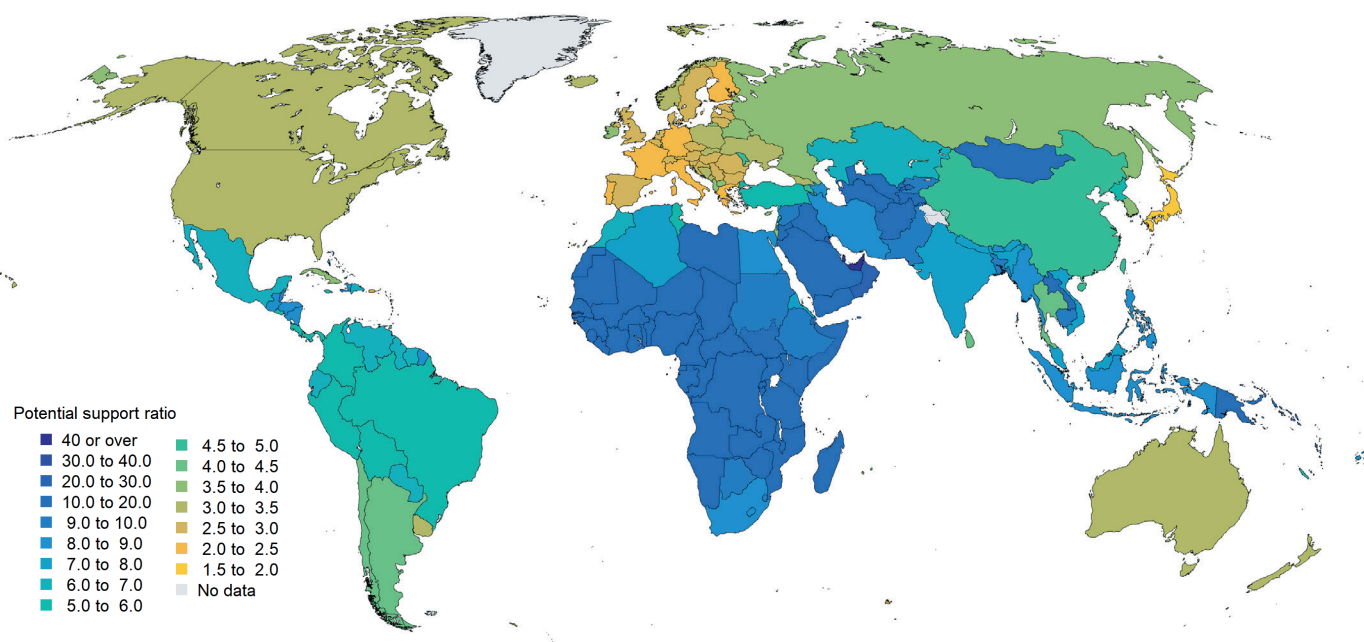 Potential support ratio
40 or over
30.0 to 40.0
20.0 to 30.0
10.0 to 20.0
9.0 to 10.0
8.0 to 9.0
7.0 to 8.0
6.0 to 7.0
5.0 to 6.0
4.5 to 5.0
4.0 to 4.5
3.5 to 4.0
3.0 to 3.5
2.5 to 3.0
2.0 to 2.5
1.5 to 2.0
No data